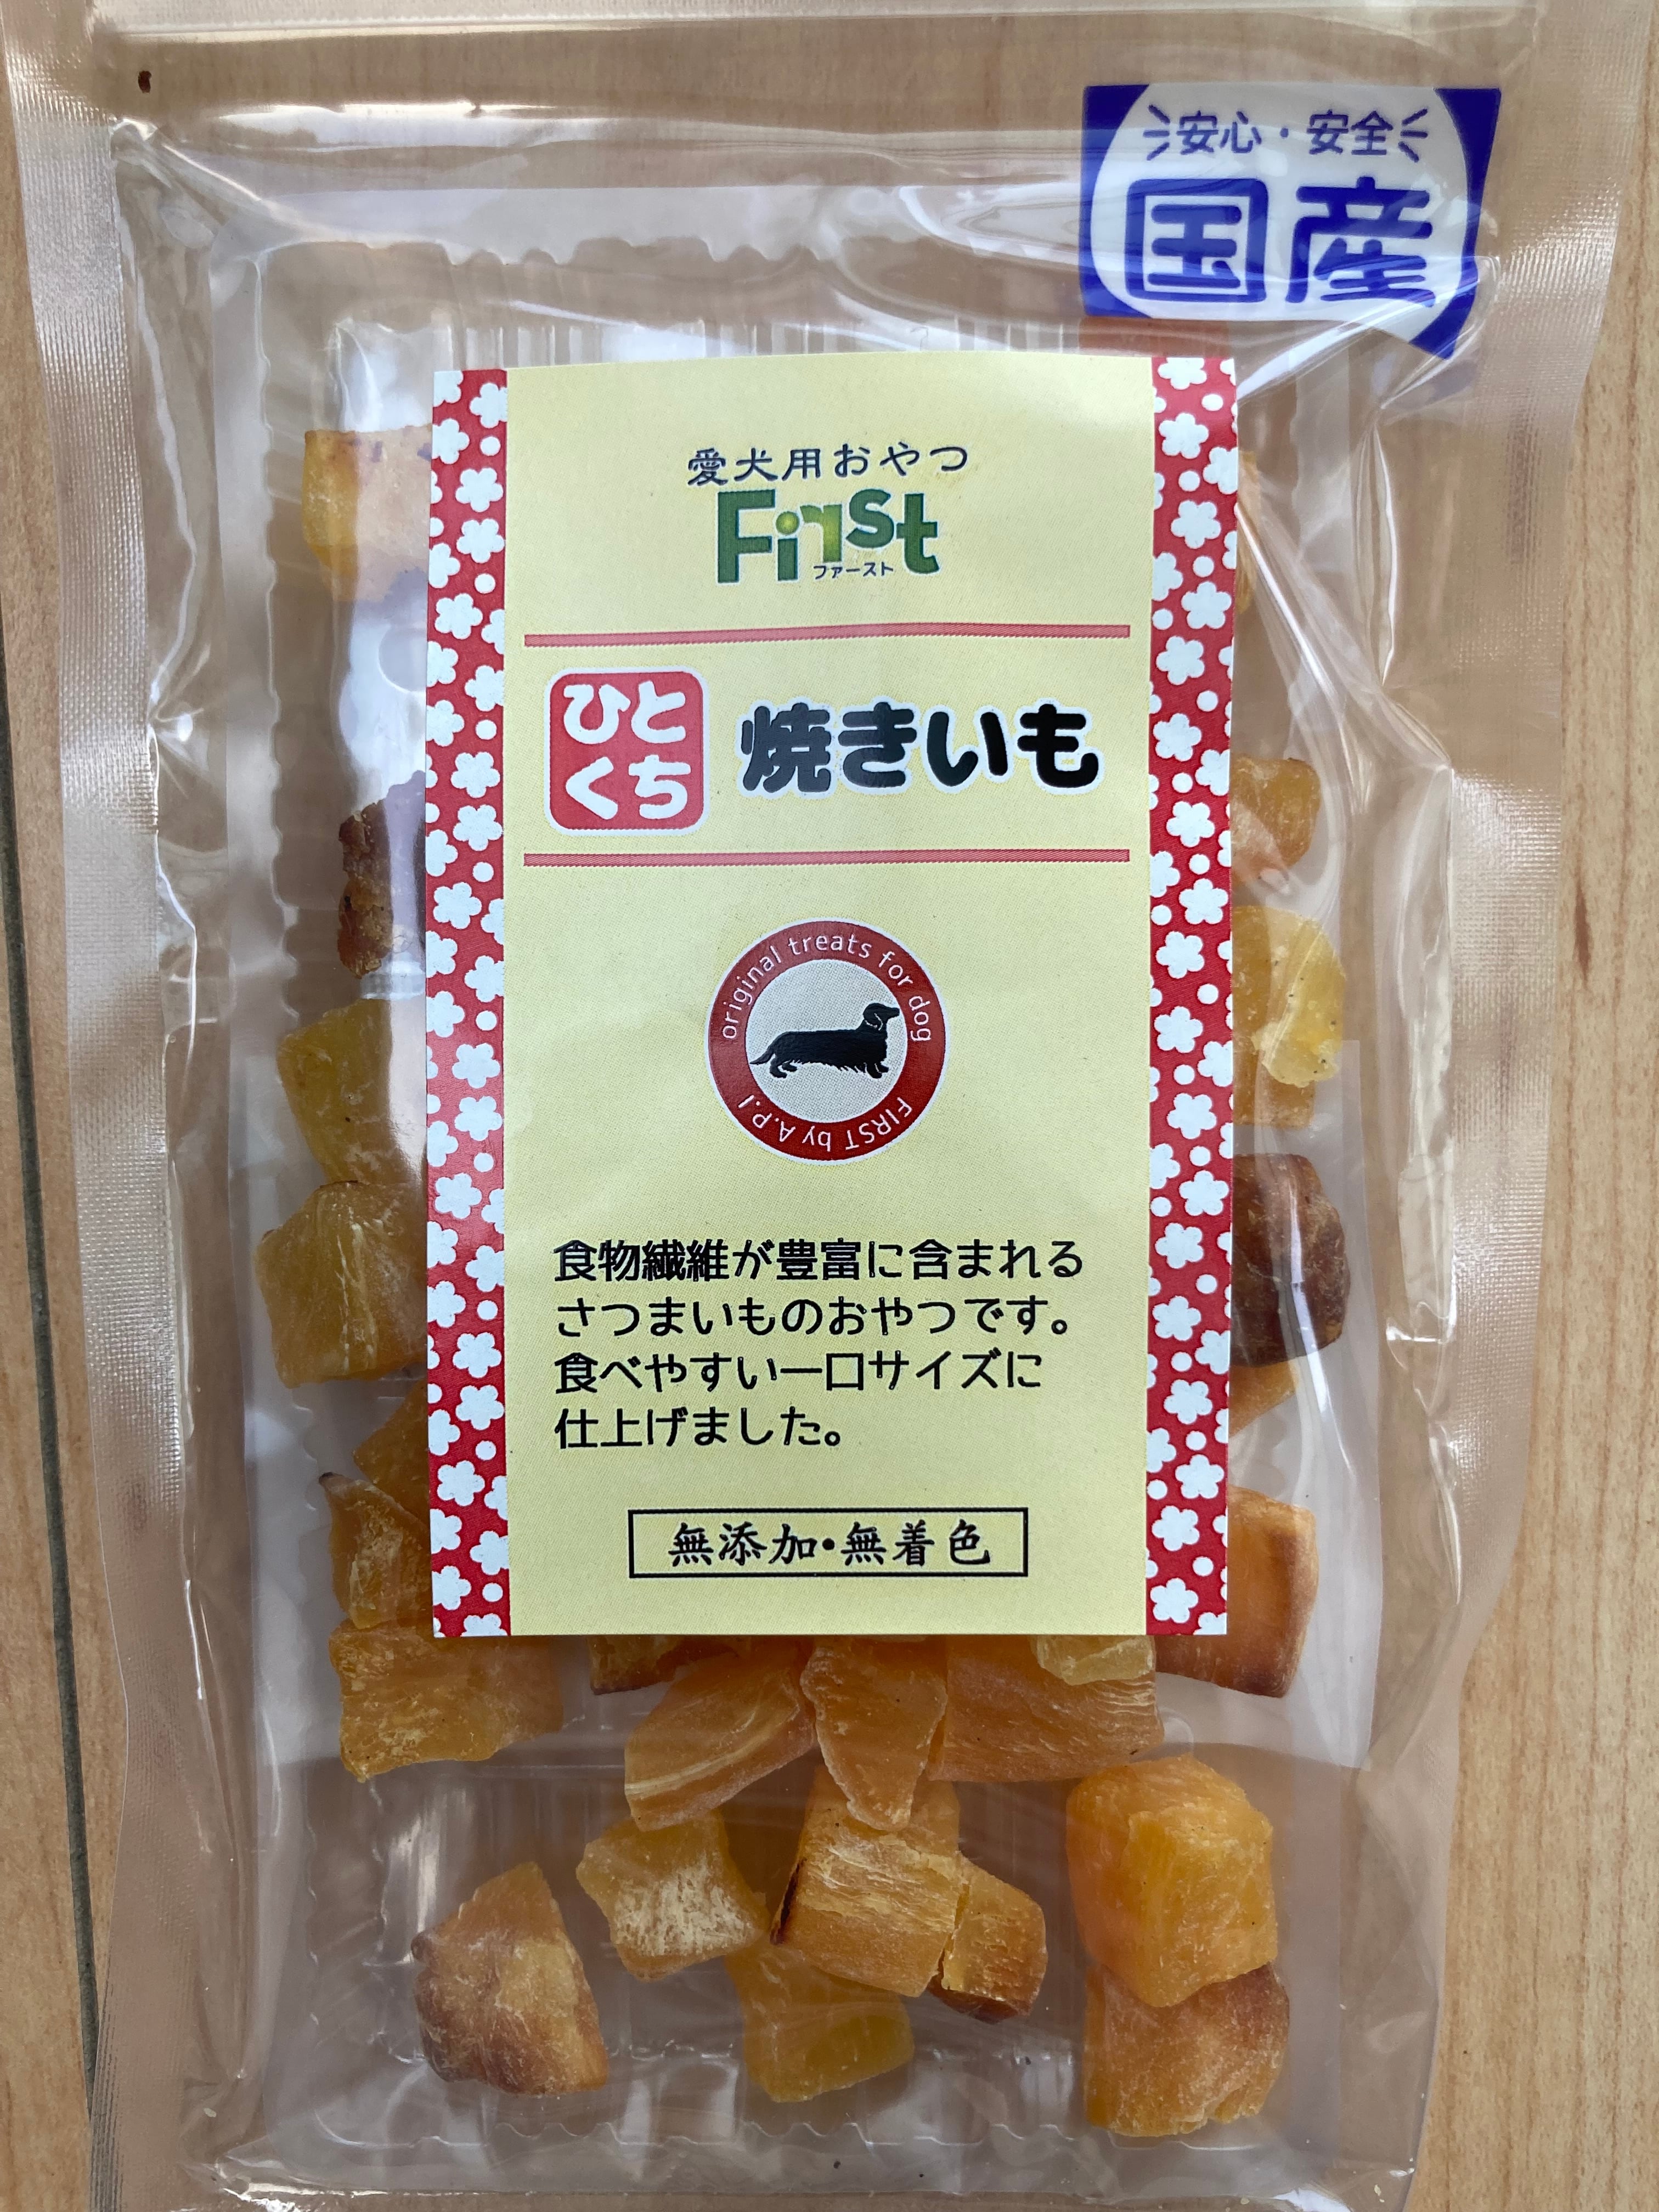 安心・安全
国産
愛犬用おやつ
First
ファースト
ひとくち
焼きいも
original treats for dog
FIRST by A.P.I
食物繊維が豊富に含まれる
さつまいものおやつです。
食べやすい一口サイズに
仕上げました。
無添加・無着色